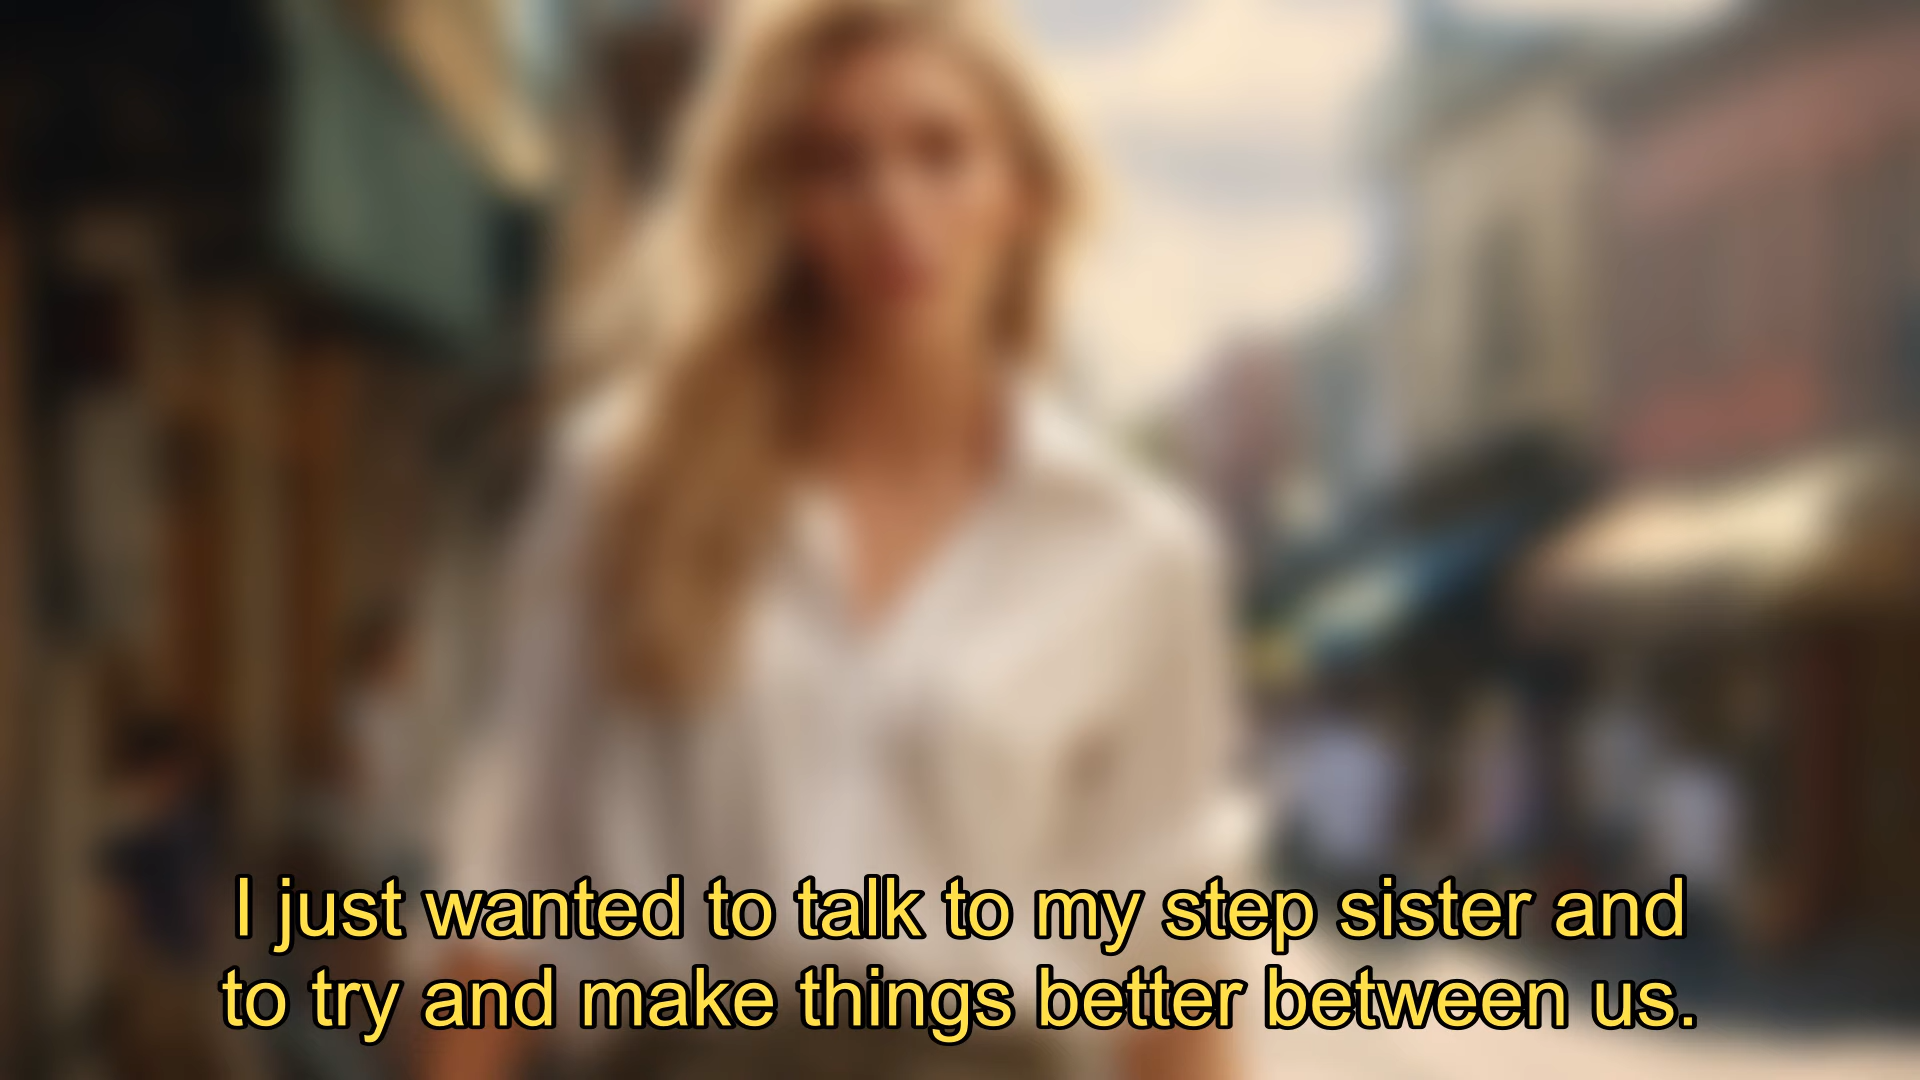 I just wanted to talk to my step sister and
to try and make things better between us.